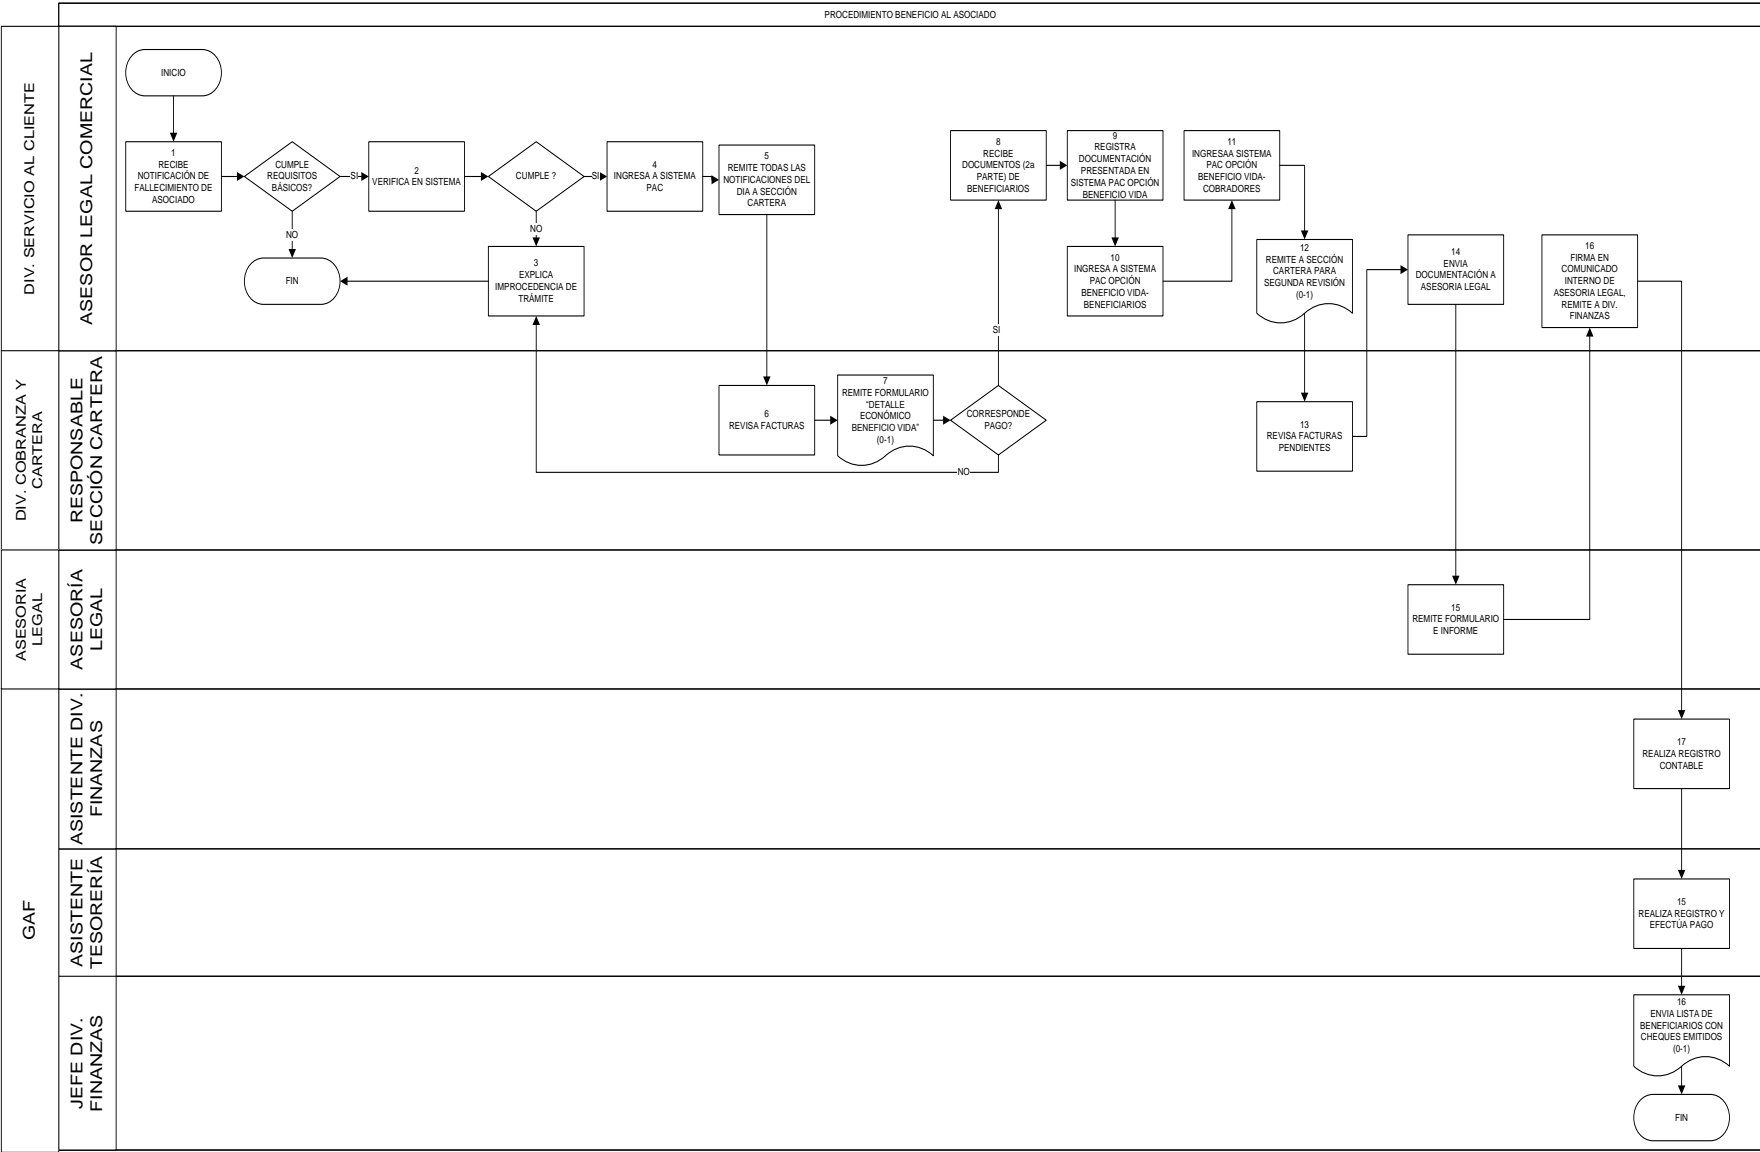 PROCEDIMIENTO BENEFICIO AL ASOCIADO
DIV. SERVICIO AL CLIENTE
ASESOR LEGAL COMERCIAL
INICIO
1
RECIBE
NOTIFICACIÓN DE
FALLECIMIENTO DE
ASOCIADO
CUMPLE
REQUISITOS
BÁSICOS?
SI
NO
FIN
2
VERIFICA EN SISTEMA
CUMPLE ?
SI
NO
3
EXPLICA
IMPROCEDENCIA DE
TRÁMITE
4
INGRESA A SISTEMA
PAC
5
REMITE TODAS LAS
NOTIFICACIONES DEL
DIA A SECCIÓN
CARTERA
8
RECIBE
DOCUMENTOS (2a
PARTE) DE
BENEFICIARIOS
SI
9
REGISTRA
DOCUMENTACIÓN
PRESENTADA EN
SISTEMA PAC OPCIÓN
BENEFICIO VIDA
10
INGRESA A SISTEMA
PAC OPCIÓN
BENEFICIO VIDA-
BENEFICIARIOS
11
INGRESAA SISTEMA
PAC OPCIÓN
BENEFICIO VIDA-
COBRADORES
12
REMITE A SECCIÓN
CARTERA PARA
SEGUNDA REVISIÓN
(0-1)
14
ENVIA
DOCUMENTACIÓN A
ASESORIA LEGAL
16
FIRMA EN
COMUNICADO
INTERNO DE
ASESORIA LEGAL,
REMITE A DIV.
FINANZAS
DIV. COBRANZA Y
CARTERA
RESPONSABLE
SECCIÓN CARTERA
6
REVISA FACTURAS
7
REMITE FORMULARIO
"DETALLE
ECONÓMICO
BENEFICIO VIDA"
(0-1)
CORRESPONDE
PAGO?
NO
13
REVISA FACTURAS
PENDIENTES
ASESORIA
LEGAL
ASESORÍA
LEGAL
15
REMITE FORMULARIO
E INFORME
GAF
ASISTENTE DIV.
FINANZAS
17
REALIZA REGISTRO
CONTABLE
ASISTENTE
TESORERÍA
15
REALIZA REGISTRO Y
EFECTÚA PAGO
JEFE DIV.
FINANZAS
16
ENVIA LISTA DE
BENEFICIARIOS CON
CHEQUES EMITIDOS
(0-1)
FIN